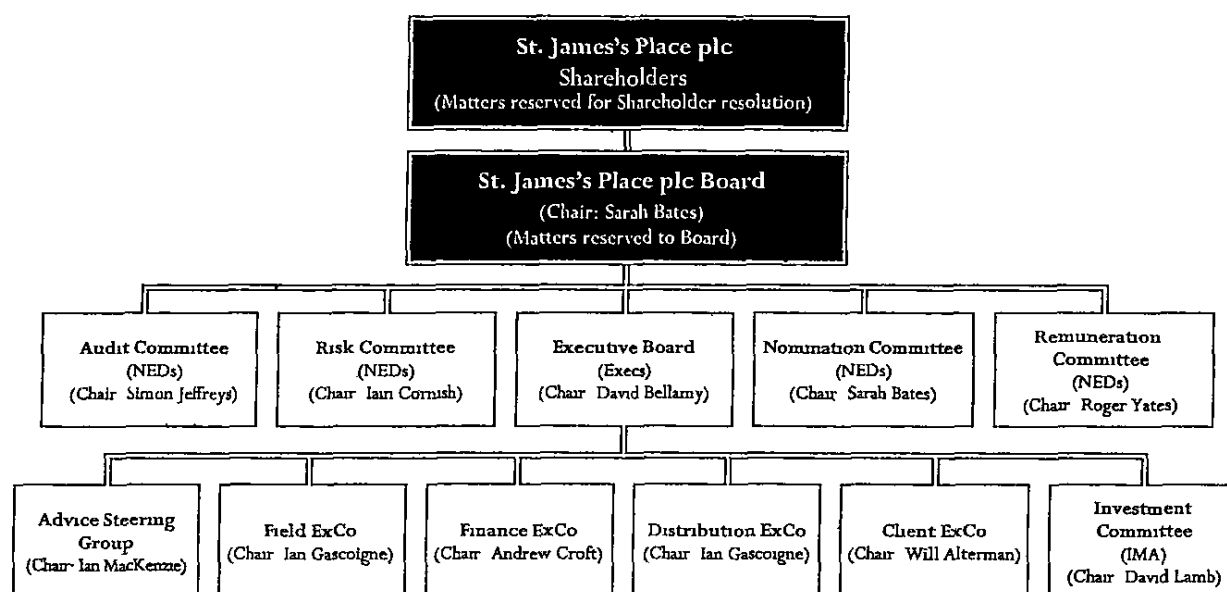 St. James's Place plc
Shareholders
(Matters reserved for Shareholder resolution)
St. James's Place plc Board
(Chair: Sarah Bates)
(Matters reserved to Board)
Audit Committee
(NEDs)
(Chair Simon Jeffreys)
Risk Committee
(NEDs)
(Chair Iain Cornish)
Executive Board
(Execs)
(Chair David Bellamy)
Nomination Committee
(NEDs)
(Chair Sarah Bates)
Remuneration
Committee
(NEDs)
(Chair Roger Yates)
Advice Steering
Group
(Chair- Ian MacKenzie)
Field ExCo
(Chair Ian Gascoigne)
Finance ExCo
(Chair Andrew Croft)
Distribution ExCo
(Chair Ian Gascoigne)
Client ExCo
(Chair Will Alterman)
Investment
Committee
(IMA)
(Chair David Lamb)